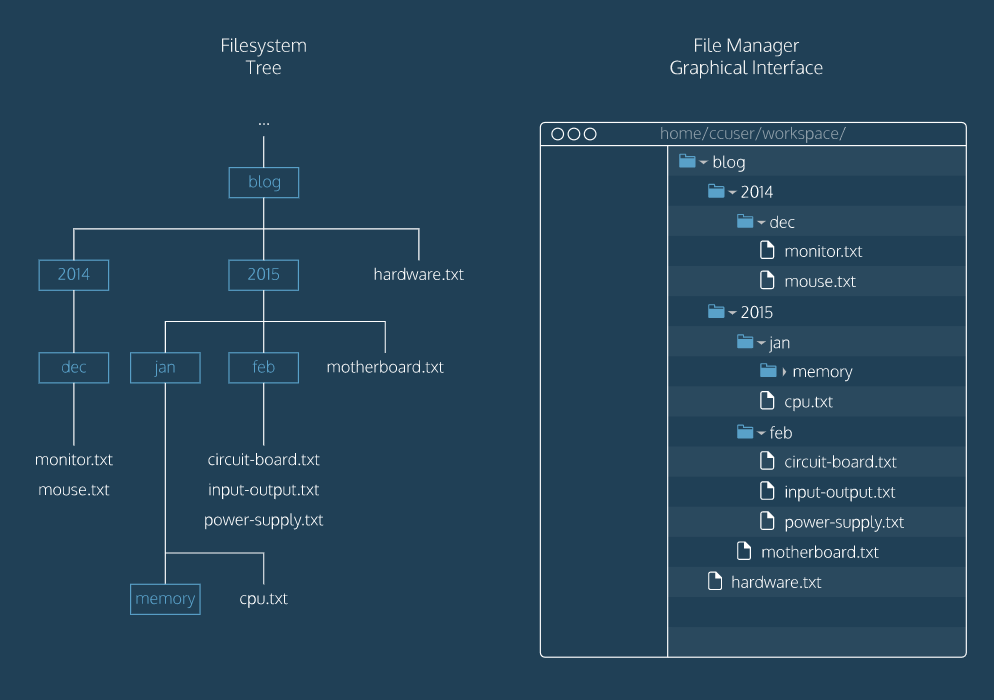 Filesystem
Tree
...
blog
2014
2015
hardware.txt
dec
jan
feb
motherboard.txt
monitor.txt
mouse.txt
circuit-board.txt
input-output.txt
power-supply.txt
memory
cpu.txt
File Manager
Graphical Interface
home/ccuser/workspace/
blog
2014
dec
monitor.txt
mouse.txt
2015
jan
memory
cpu.txt
feb
circuit-board.txt
input-output.txt
power-supply.txt
motherboard.txt
hardware.txt